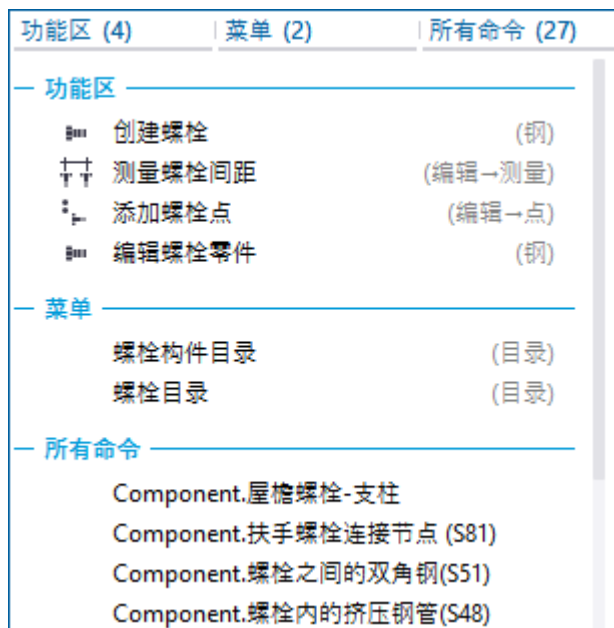 功能区 (4) 菜单 (2) 所有命令 (27)
功能区
创建螺栓 (钢)
测量螺栓间距 (编辑→测量)
添加螺栓点 (编辑→点)
编辑螺栓零件 (钢)
菜单
螺栓构件目录 (目录)
螺栓目录 (目录)
所有命令
Component.屋檐螺栓-支柱
Component.扶手螺栓连接节点 (S81)
Component.螺栓之间的双角钢(S51)
Component.螺栓内的挤压钢管(S48)